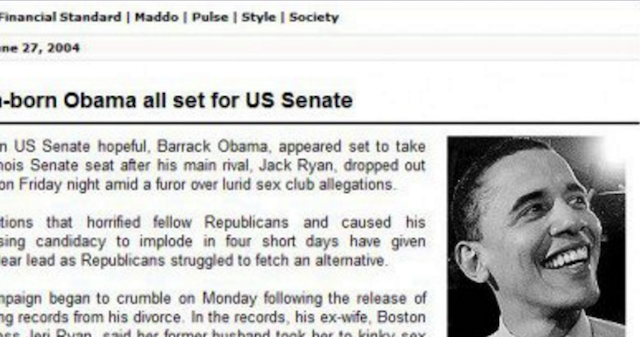 Financial Standard | Maddo | Pulse | Style | Society
une 27, 2004
-born Obama all set for US Senate
n US Senate hopeful, Barrack Obama, appeared set to take
nois Senate seat after his main rival, Jack Ryan, dropped out
on Friday night amid a furor over lurid sex club allegations.
tions that horrified fellow Republicans and caused his
sing candidacy to implode in four short days have given
lear lead as Republicans struggled to fetch an alternative.
mpaign began to crumble on Monday following the release of
ng records from his divorce. In the records, his ex-wife, Boston
ess Jeri Ryan, said her former husband took her to kinky sex